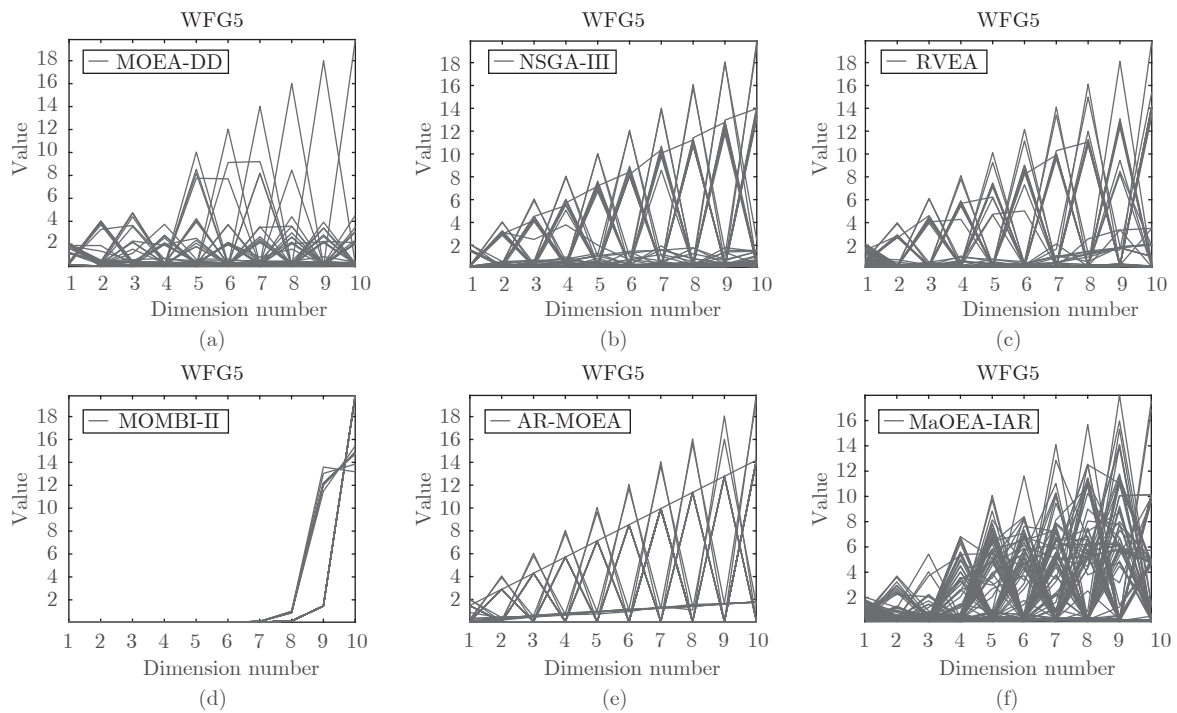 WFG5
WFG5
WFG5
MOEA-DD
NSGA-III
RVEA
18
16
14
12
10
8
6
4
2
Value
18
16
14
12
10
8
6
4
2
Value
18
16
14
12
10
8
6
4
2
Value
1 2 3 4 5 6 7 8 9 10
1 2 3 4 5 6 7 8 9 10
1 2 3 4 5 6 7 8 9 10
Dimension number
Dimension number
Dimension number
(a)
(b)
(c)
WFG5
WFG5
WFG5
MOMBI-II
AR-MOEA
MaOEA-IAR
18
16
14
12
10
8
6
4
2
Value
18
16
14
12
10
8
6
4
2
Value
16
14
12
10
8
6
4
2
Value
1 2 3 4 5 6 7 8 9 10
1 2 3 4 5 6 7 8 9 10
1 2 3 4 5 6 7 8 9 10
Dimension number
Dimension number
Dimension number
(d)
(e)
(f)